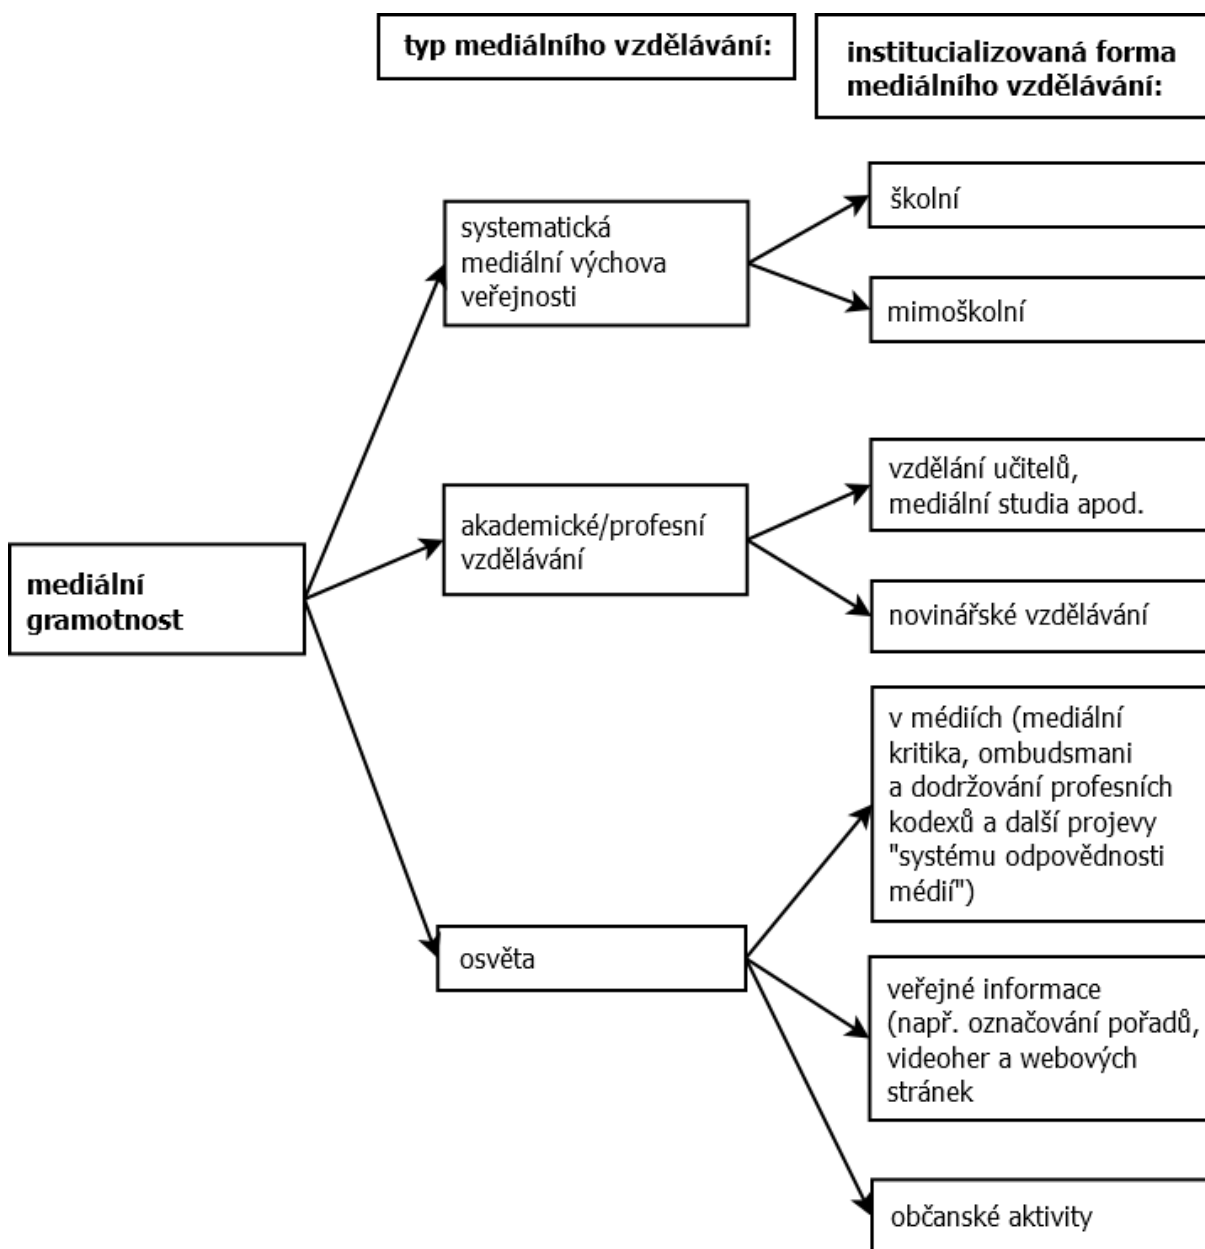 typ mediálního vzdělávání:
institucializovaná forma
mediálního vzdělávání:
mediální
gramotnost
systematická
mediální výchova
veřejnosti
školní
mimoškolní
akademické/profesní
vzdělávání
vzdělání učitelů,
mediální studia apod.
novinářské vzdělávání
osvěta
v médiích (mediální
kritika, ombudsmani
a dodržování profesních
kodexů a další projevy
"systému odpovědnosti
médií")
veřejné informace
(např. označování pořadů,
videoher a webových
stránek
občanské aktivity